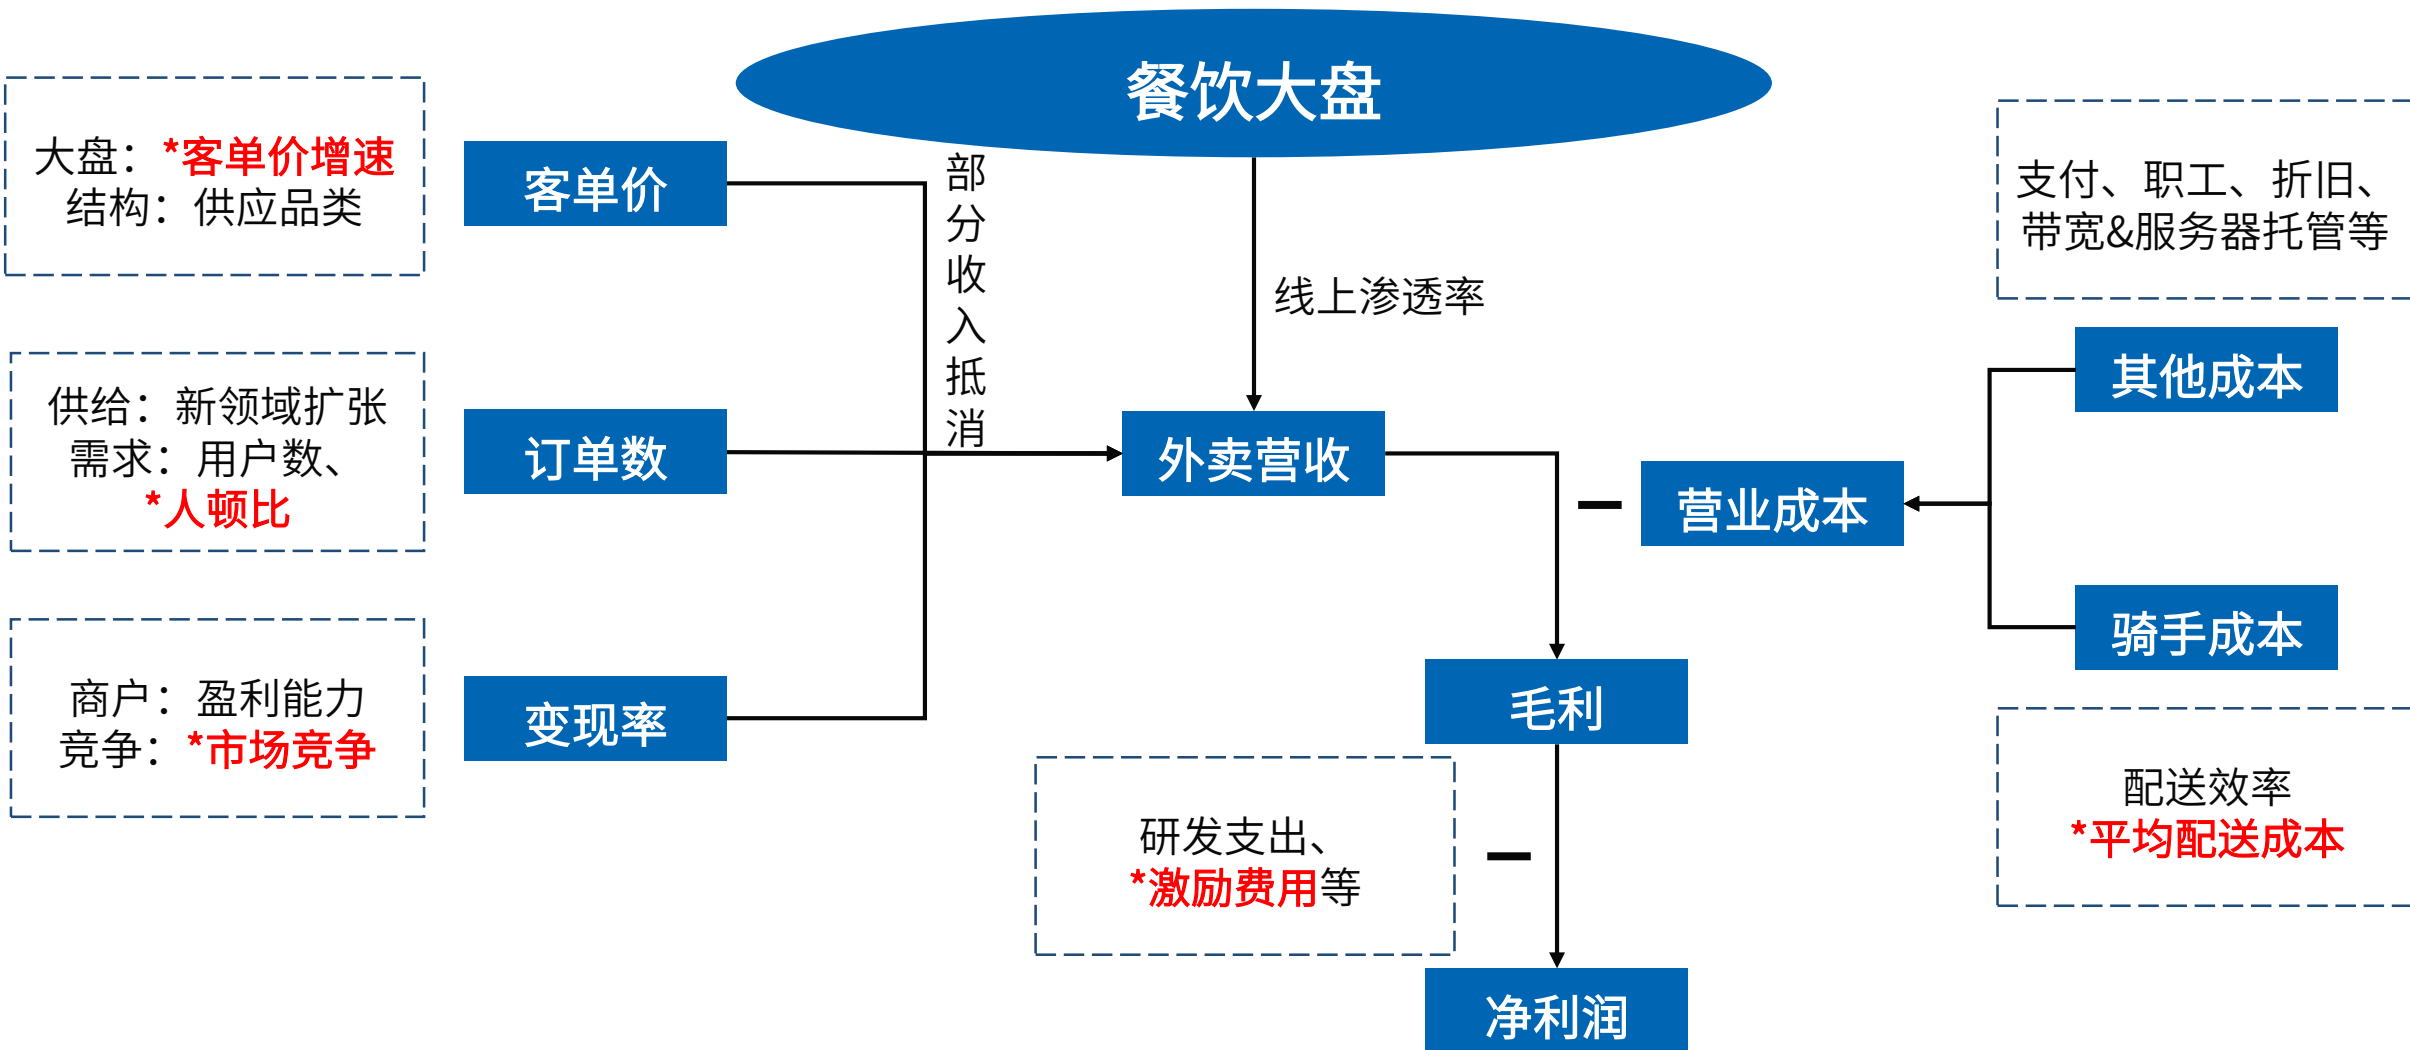 餐饮大盘
大盘：*客单价增速
结构：供应品类
客单价
部分收入抵消
线上渗透率
支付、职工、折旧、
带宽&服务器托管等
其他成本
供给：新领域扩张
需求：用户数、
*人顿比
订单数
外卖营收
营业成本
骑手成本
商户：盈利能力
竞争：*市场竞争
变现率
毛利
研发支出、
*激励费用等
配送效率
*平均配送成本
净利润